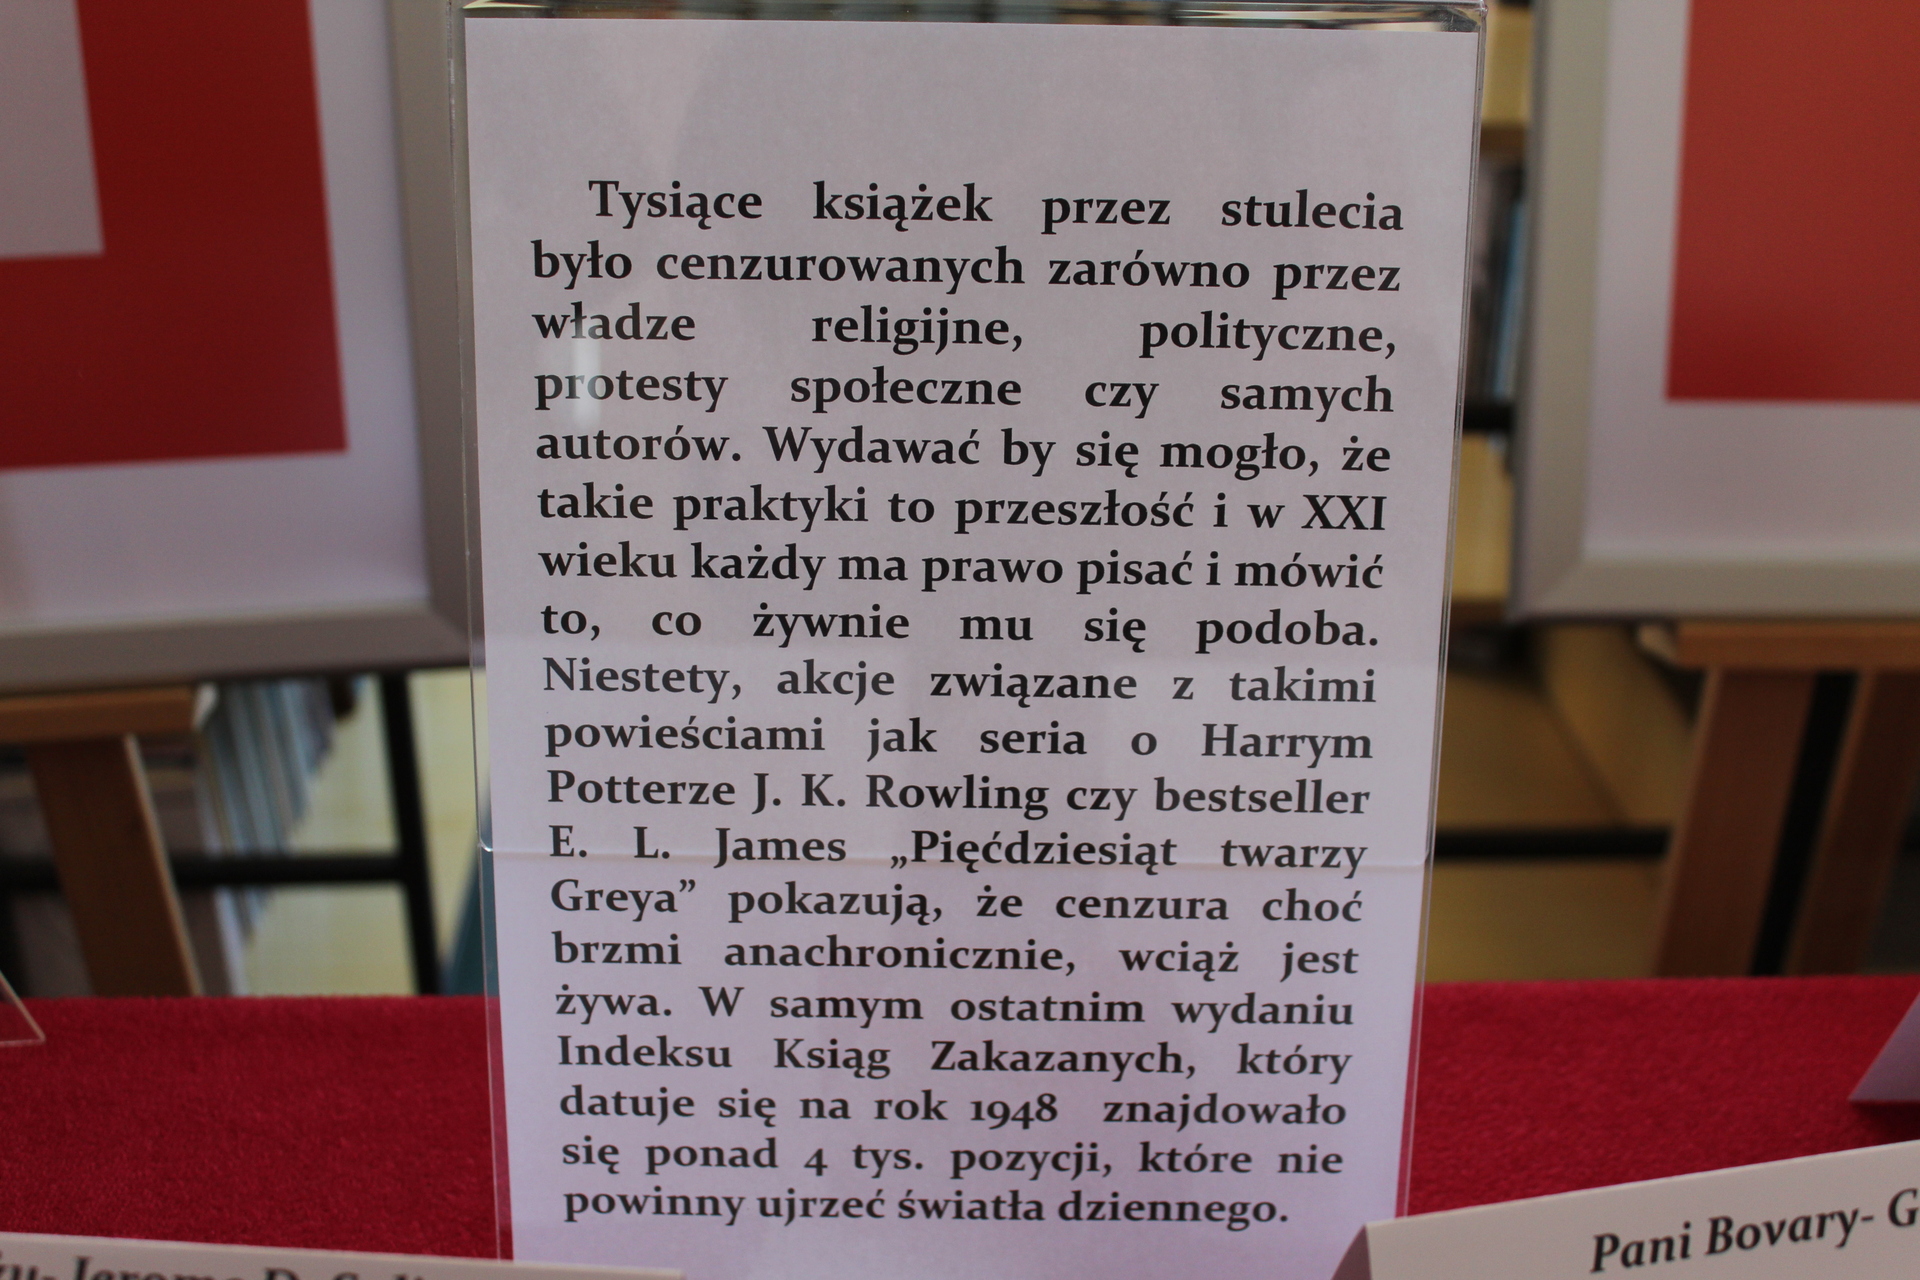 Tysiące książek przez stulecia
było cenzurowanych zarówno przez
władze religijne, polityczne,
protesty społeczne czy samych
autorów. Wydawać by się mogło, że
takie praktyki to przeszłość i w XXI
wieku każdy ma prawo pisać i mówić
to, co żywnie mu się podoba.
Niestety, akcje związane z takimi
powieściami jak seria o Harrym
Potterze J. K. Rowling czy bestseller
E. L. James „Pięćdziesiąt twarzy
Greya” pokazują, że cenzura choć
brzmi anachronicznie, wciąż jest
żywa. W samym ostatnim wydaniu
Indeksu Ksiąg Zakazanych, który
datuje się na rok 1948 znajdowało
się ponad 4 tys. pozycji, które nie
powinny ujrzeć światła dziennego.
Pani Bovary- G
Jerome D.